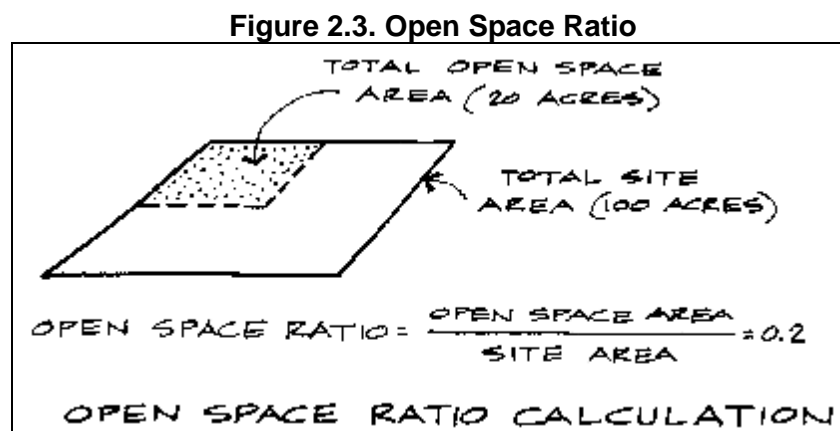 Figure 2.3. Open Space Ratio
TOTAL OPEN SPACE
AREA (20 ACRES)
TOTAL SITE
AREA (100 ACRES)
OPEN SPACE RATIO = OPEN SPACE AREA / SITE AREA = 0.2
OPEN SPACE RATIO CALCULATION